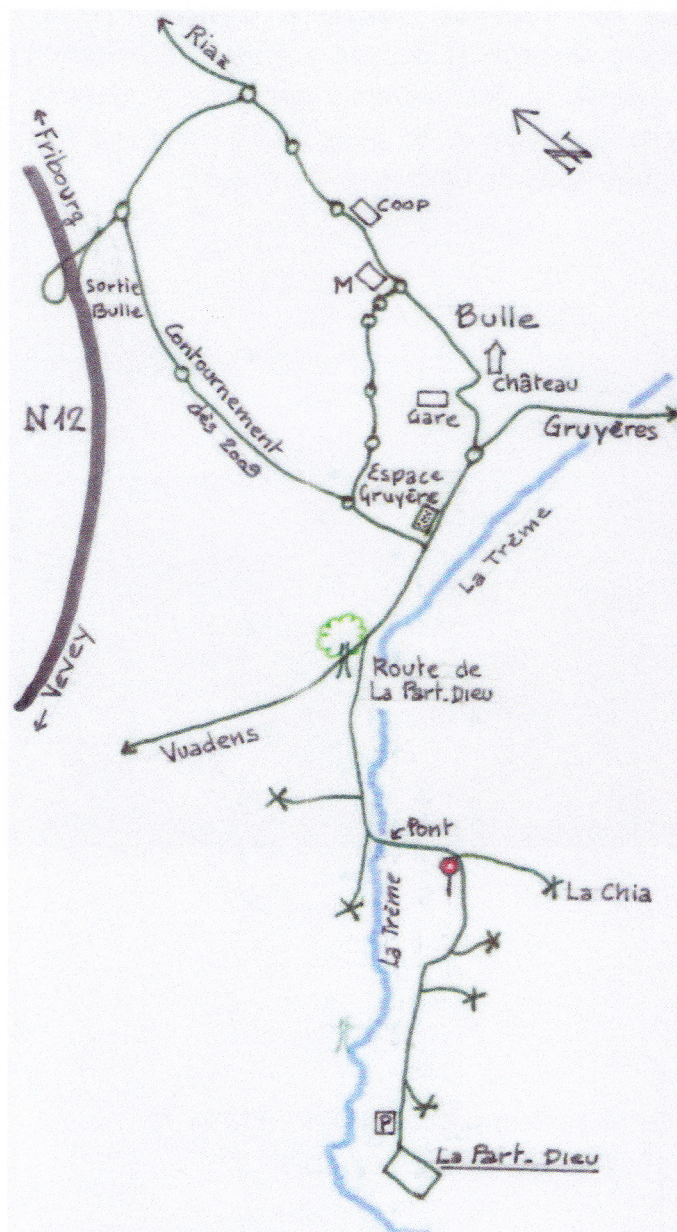 Riaz
Fribourg
N
COOP
Sortie
Bulle
M
Bulle
château
Contournement
dès 2009
Gare
N12
Gruyères
Espace
Gruyère
La Trême
Vevey
Route de
La Part-Dieu
Vuadens
Pont
La Chia
La Trême
P
La Part-Dieu